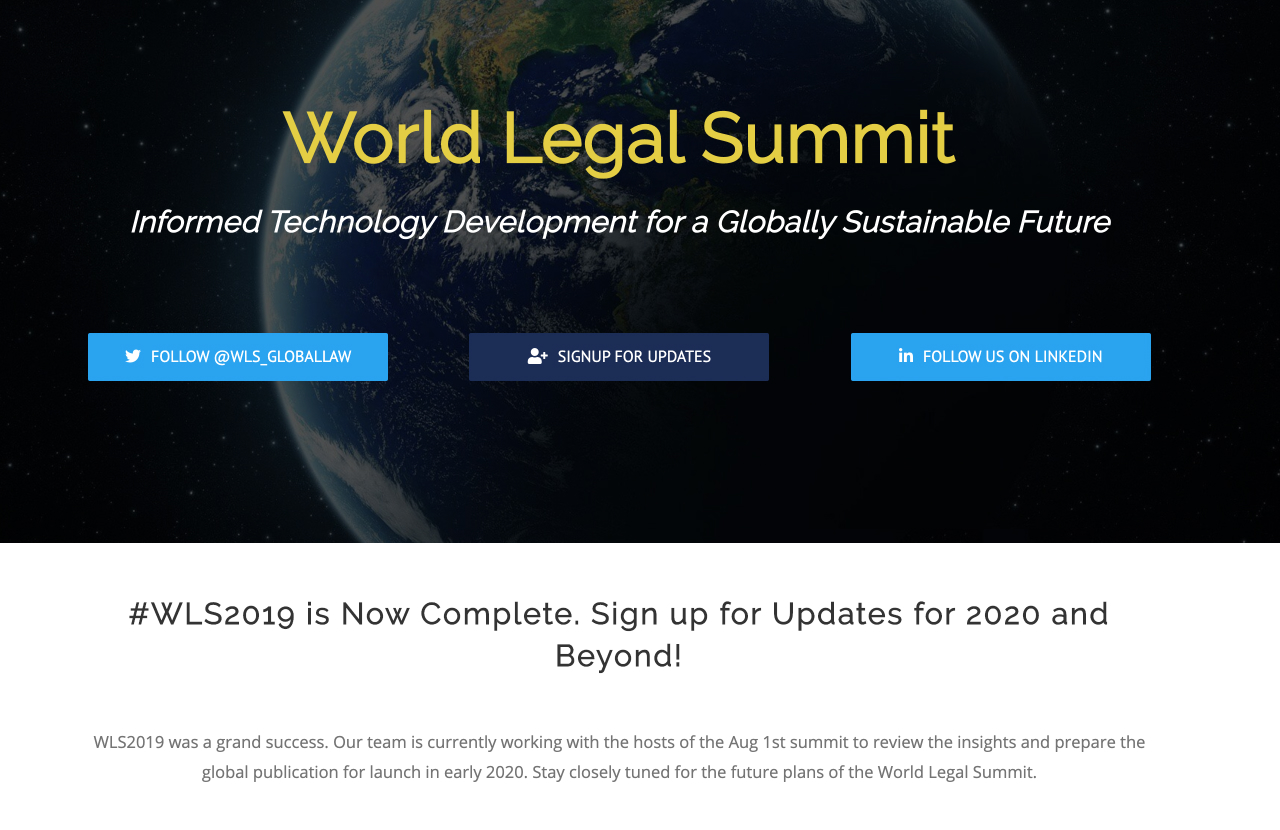 World Legal Summit
Informed Technology Development for a Globally Sustainable Future
FOLLOW @WLS_GLOBALLAW
SIGNUP FOR UPDATES
FOLLOW US ON LINKEDIN
#WLS2019 is Now Complete. Sign up for Updates for 2020 and
Beyond!
WLS2019 was a grand success. Our team is currently working with the hosts of the Aug 1st summit to review the insights and prepare the
global publication for launch in early 2020. Stay closely tuned for the future plans of the World Legal Summit.